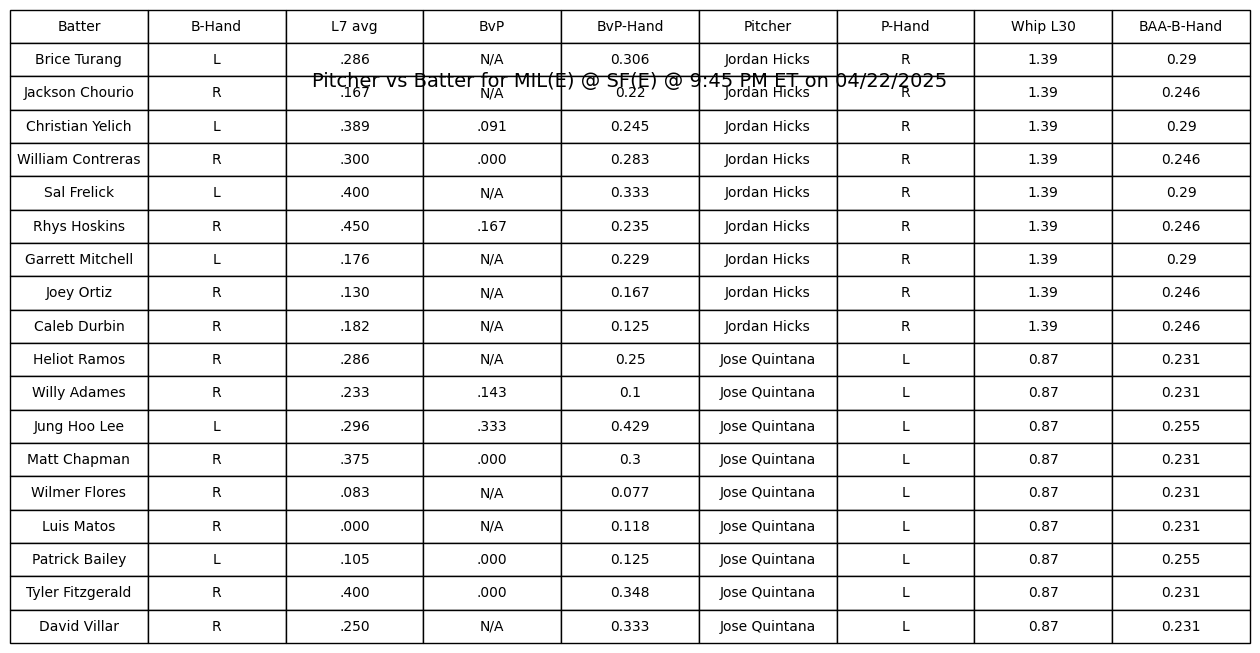 Batter B-Hand L7 avg BvP BvP-Hand Pitcher P-Hand Whip L30 BAA-B-Hand
Brice Turang L .286 N/A 0.306 Jordan Hicks R 1.39 0.29
Pitcher vs Batter for MIL(E) @ SF(E) @ 9:45 PM ET on 04/22/2025
Jackson Chourio R .167 N/A 0.22 Jordan Hicks R 1.39 0.246
Christian Yelich L .389 .091 0.245 Jordan Hicks R 1.39 0.29
William Contreras R .300 .000 0.283 Jordan Hicks R 1.39 0.246
Sal Frelick L .400 N/A 0.333 Jordan Hicks R 1.39 0.29
Rhys Hoskins R .450 .167 0.235 Jordan Hicks R 1.39 0.246
Garrett Mitchell L .176 N/A 0.229 Jordan Hicks R 1.39 0.29
Joey Ortiz R .130 N/A 0.167 Jordan Hicks R 1.39 0.246
Caleb Durbin R .182 N/A 0.125 Jordan Hicks R 1.39 0.246
Heliot Ramos R .286 N/A 0.25 Jose Quintana L 0.87 0.231
Willy Adames R .233 .143 0.1 Jose Quintana L 0.87 0.231
Jung Hoo Lee L .296 .333 0.429 Jose Quintana L 0.87 0.255
Matt Chapman R .375 .000 0.3 Jose Quintana L 0.87 0.231
Wilmer Flores R .083 N/A 0.077 Jose Quintana L 0.87 0.231
Luis Matos R .000 N/A 0.118 Jose Quintana L 0.87 0.231
Patrick Bailey L .105 .000 0.125 Jose Quintana L 0.87 0.255
Tyler Fitzgerald R .400 .000 0.348 Jose Quintana L 0.87 0.231
David Villar R .250 N/A 0.333 Jose Quintana L 0.87 0.231